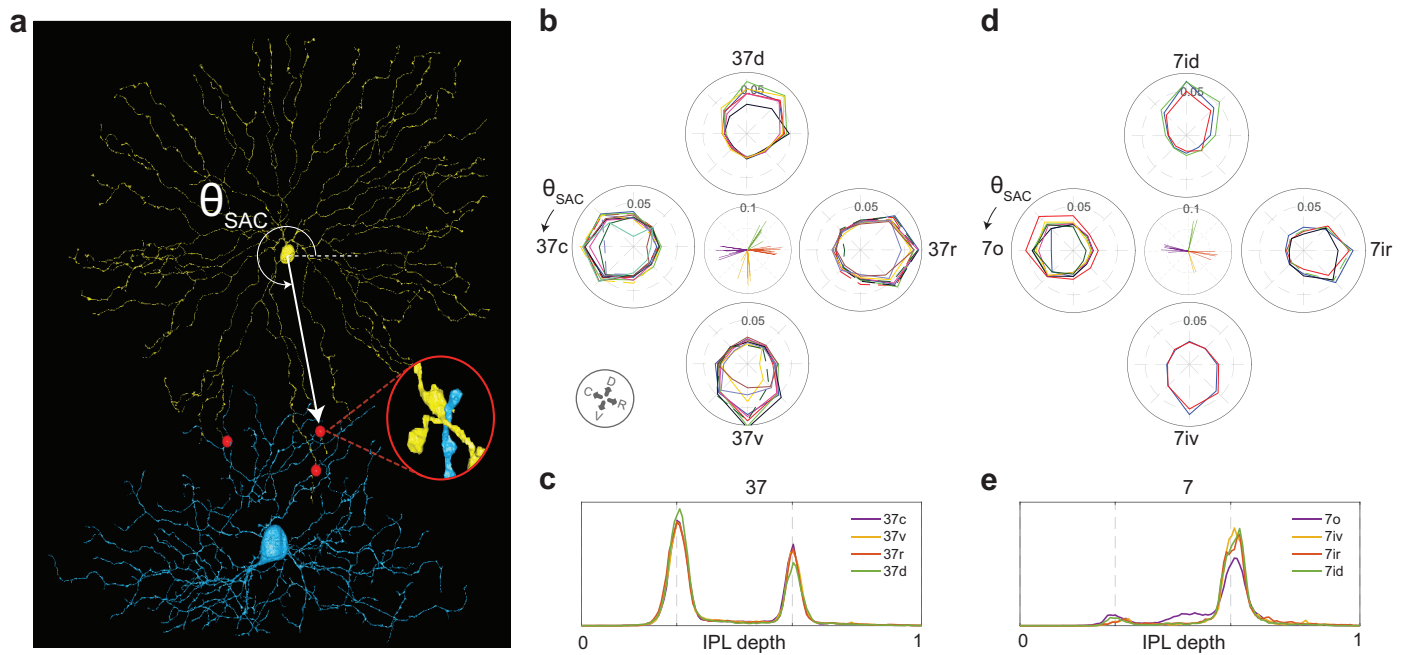 a
θSAC
b
37d
0.05
θSAC
37c
0.05
0.1
0.05
37r
0.05
37v
D
C
R
V
c
37
37c
37v
37r
37d
0
IPL depth
1
d
7id
0.05
θSAC
7o
0.05
0.1
0.05
7ir
0.05
7iv
e
7
7o
7iv
7ir
7id
0
IPL depth
1